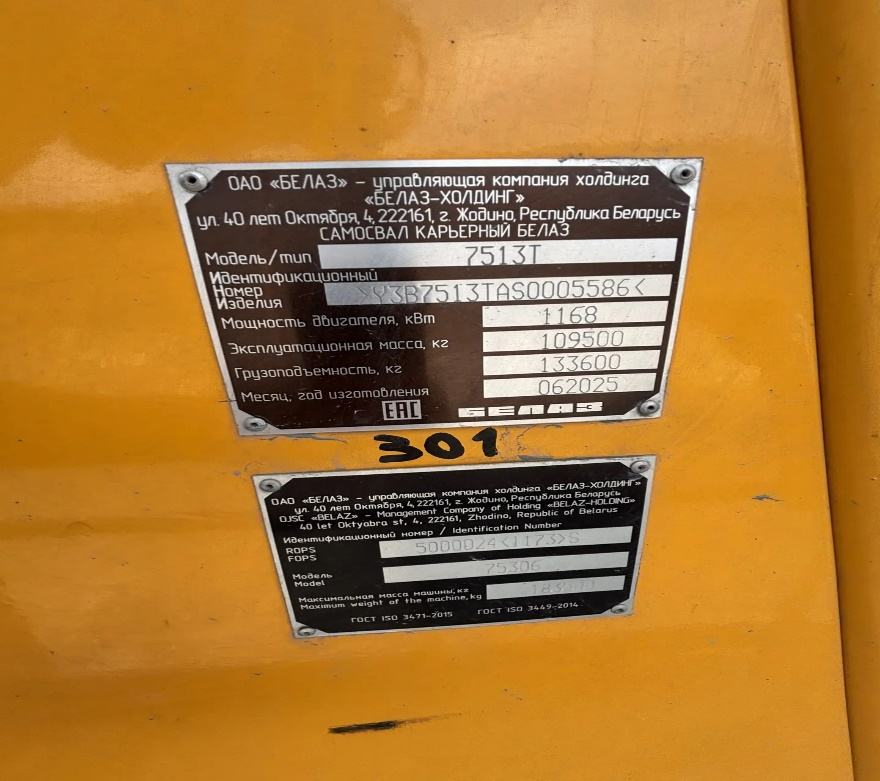 ОАО «БЕЛАЗ» – управляющая компания холдинга
«БЕЛАЗ-ХОЛДИНГ»
ул. 40 лет Октября, 4, 222161, г. Жодино, Республика Беларусь
САМОСВАЛ КАРЬЕРНЫЙ БЕЛАЗ
Модель/тип 7513T
Идентификационный
Номер
Изделия >Y3B7513TAS0005586<
Мощность двигателя, кВт 1168
Эксплуатационная масса, кг 109500
Грузоподъемность, кг 133600
Месяц, год изготовления 062025
ЕАС БЕЛАЗ
301
ОАО «БЕЛАЗ» – управляющая компания холдинга «БЕЛАЗ-ХОЛДИНГ»
ул. 40 лет Октября, 4, 222161, г. Жодино, Республика Беларусь
OJSC «BELAZ» – Management Company of Holding «BELAZ-HOLDING»
40 let Oktyabra st, 4, 222161, Zhodino, Republic of Belarus
Идентификационный номер / Identification Number
ROPS
FOPS 5000024<1173>S
Модель
Model 75306
Максимальная масса машины, кг
Maximum weight of the machine, kg
ГОСТ ISO 3471-2015 ГОСТ ISO 3449-2014